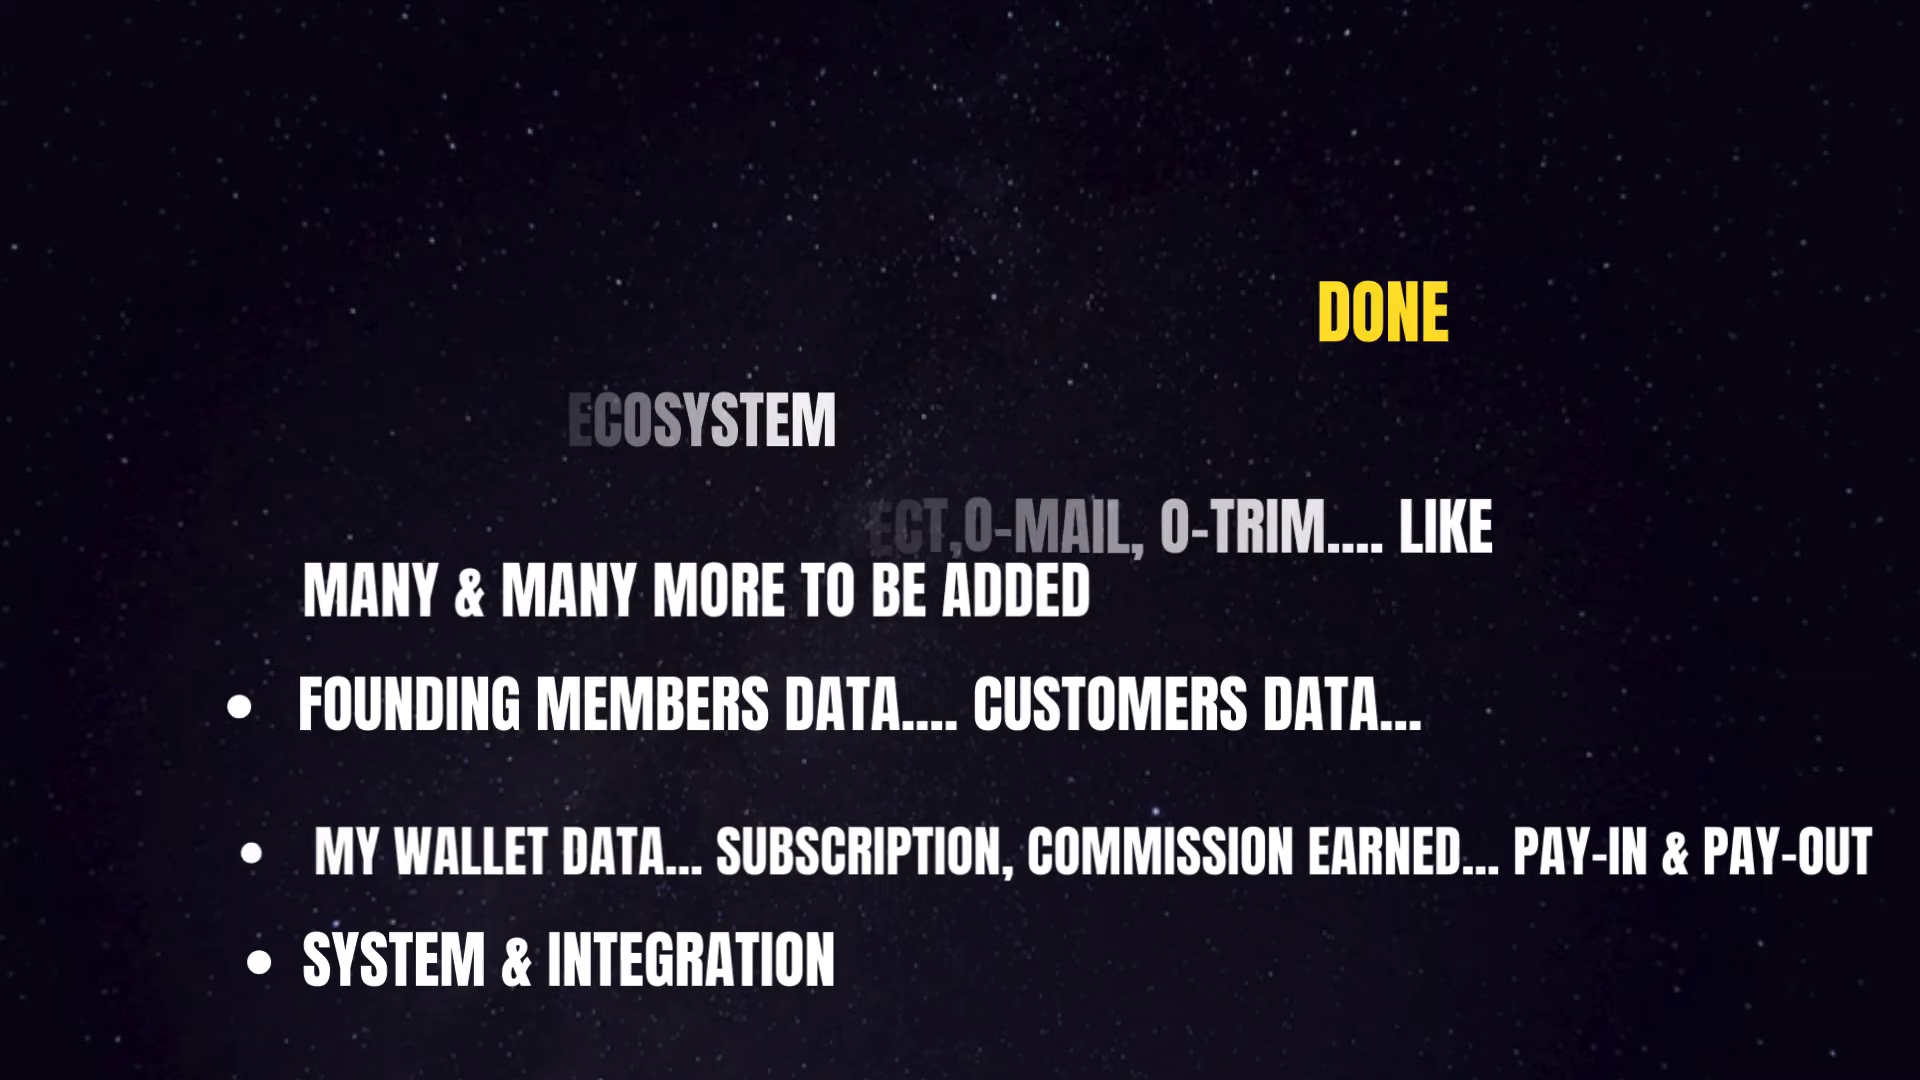 DONE
ECOSYSTEM
ECT,O-MAIL, O-TRIM.... LIKE
MANY & MANY MORE TO BE ADDED
• FOUNDING MEMBERS DATA.... CUSTOMERS DATA...
• MY WALLET DATA... SUBSCRIPTION, COMMISSION EARNED... PAY-IN & PAY-OUT
• SYSTEM & INTEGRATION